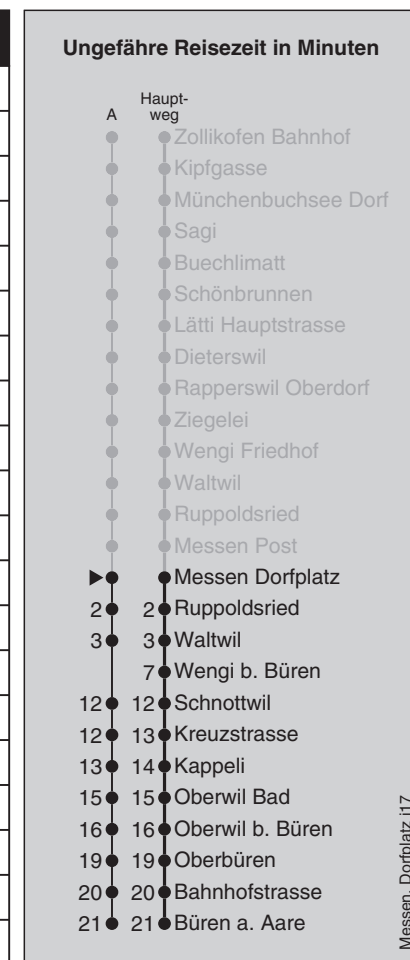 Ungefähre Reisezeit in Minuten
A Haupt-
weg
Zollikofen Bahnhof
Kipfgasse
Münchenbuchsee Dorf
Sagi
Buechlimatt
Schönbrunnen
Lätti Hauptstrasse
Dieterswil
Rapperswil Oberdorf
Ziegelei
Wengi Friedhof
Waltwil
Ruppoldsried
Messen Post
Messen Dorfplatz
2 2 Ruppoldsried
3 3 Waltwil
7 Wengi b. Büren
12 12 Schnottwil
12 13 Kreuzstrasse
13 14 Kappeli
15 15 Oberwil Bad
16 16 Oberwil b. Büren
19 19 Oberbüren
20 20 Bahnhofstrasse
21 21 Büren a. Aare
Messen, Dorfplatz j17